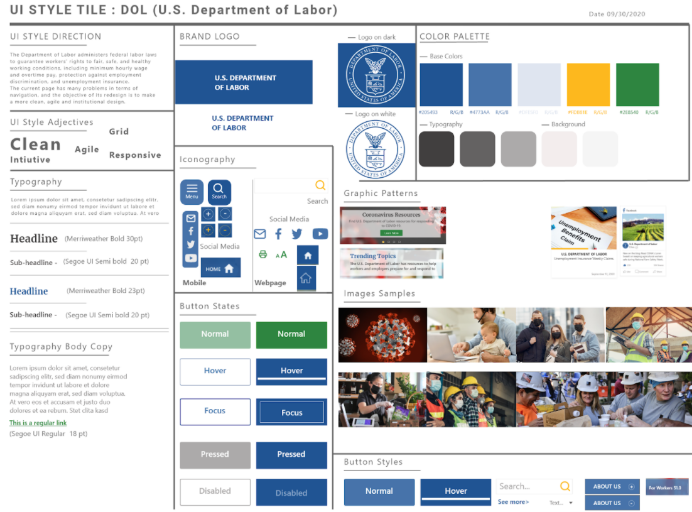 UI STYLE TILE : DOL (U.S. Department of Labor)
Date 09/30/2020
UI STYLE DIRECTION
The Department of Labor administers federal labor laws
to guarantee workers' rights to fair, safe, and healthy
working conditions, including minimum hourly wage
and overtime pay, protection against employment
discrimination, and unemployment insurance.
The current page has many problems in terms of
navigation, and the objective of the redesign is to make
a more clean, agile and institutional design.
UI Style Adjectives
Grid
Clean
Agile
Intiutive
Responsive
Typography
Lorem ipsum dolor sit amet, consectetur sadipscing elitr,
sed diam nonumy eirmod tempor invidunt ut labore et
dolore magna aliquyam erat, sed diam voluptua. At vero
Headline (Merriweather Bold 30pt)
Sub-headline - (Segoe UI Semi bold 20 pt)
Headline (Merriweather Bold 23pt)
Sub-headline - (Segoe UI Semi bold 20 pt)
Typography Body Copy
Lorem ipsum dolor sit amet, consetetur
sadipscing elitr, sed diam nonumy eirmod
tempor invidunt ut labore et dolore
magna aliquyam erat, sed diam voluptua.
At vero eos et accusam et justo duo
dolores et ea rebum. Stet clita kasd
This is a regular link
(Segoe UI Regular 18 pt)
BRAND LOGO
U.S. DEPARTMENT
OF LABOR
U.S. DEPARTMENT
OF LABOR
Logo on dark
Logo on white
Iconography
Menu
Search
Search
Social Media
Social Media
HOME
A A
Mobile
Webpage
Button States
Normal
Normal
Hover
Hover
Focus
Focus
Pressed
Pressed
Disabled
Disabled
COLOR PALETTE
Base Colors
R/G/B
R/G/B
R/G/B
R/G/B
R/G/B
Typography
Background
Graphic Patterns
Coronavirus Resources
Trending Topics
Unemployment
Benefits
Claim
U.S. DEPARTMENT OF LABOR
Images Samples
Button Styles
Normal
Hover
Search...
See more
Text...
ABOUT US
ABOUT US
For Workers